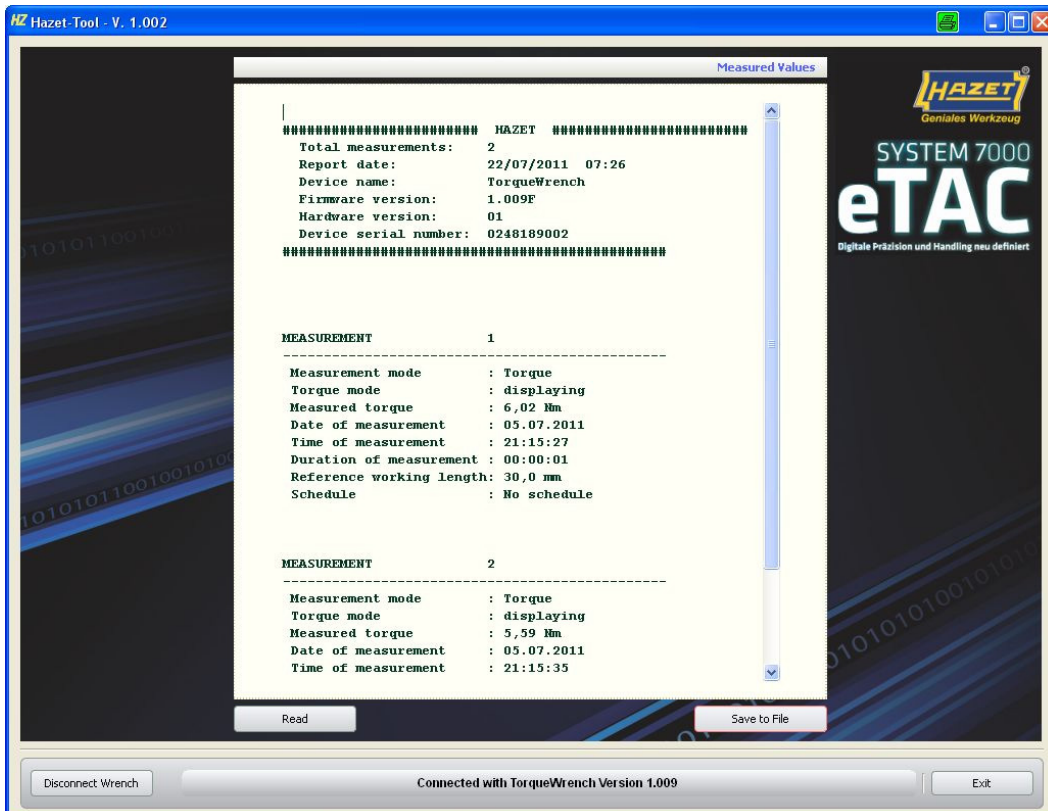 HZ Hazet-Tool - V. 1.002
Measured Values
######################## HAZET ########################
Total measurements: 2
Report date: 22/07/2011 07:26
Device name: TorqueWrench
Firmware version: 1.009F
Hardware version: 01
Device serial number: 0248189002
###############################################
MEASUREMENT 1
-----------------------------------------------
Measurement mode : Torque
Torque mode : displaying
Measured torque : 6,02 Nm
Date of measurement : 05.07.2011
Time of measurement : 21:15:27
Duration of measurement : 00:00:01
Reference working length: 30,0 mm
Schedule : No schedule
MEASUREMENT 2
-----------------------------------------------
Measurement mode : Torque
Torque mode : displaying
Measured torque : 5,59 Nm
Date of measurement : 05.07.2011
Time of measurement : 21:15:35
Read
Save to File
HAZET®
Geniales Werkzeug
SYSTEM 7000
eTAC
Digitale Präzision und Handling neu definiert
Disconnect Wrench
Connected with TorqueWrench Version 1.009
Exit